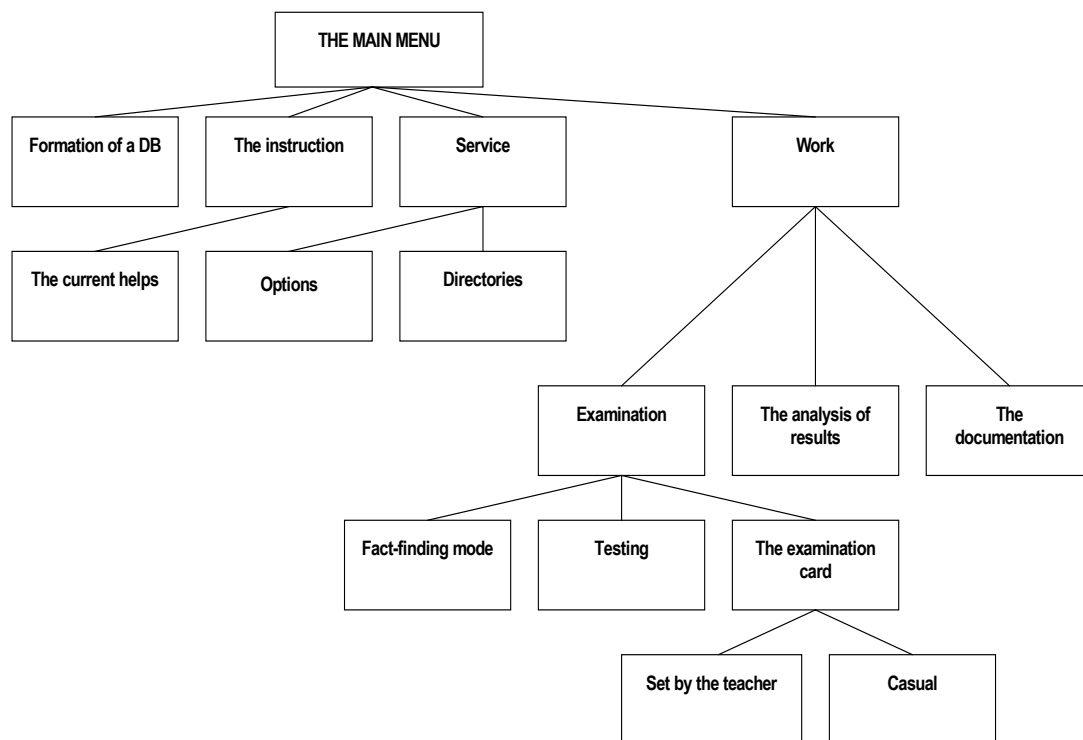 THE MAIN MENU
Formation of a DB
The instruction
Service
Work
The current helps
Options
Directories
Examination
The analysis of
results
The
documentation
Fact-finding mode
Testing
The examination
card
Set by the teacher
Casual